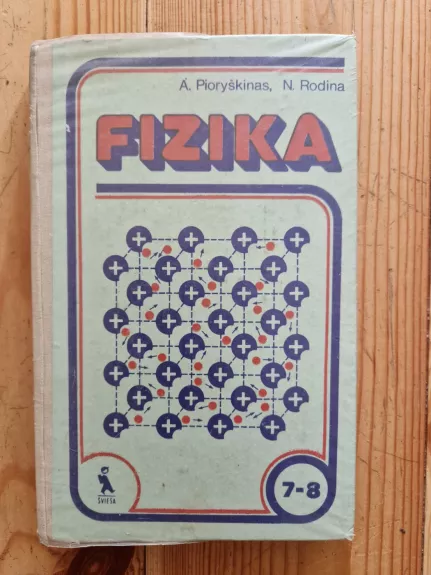 A. Pioryškinas, N. Rodina
FIZIKA
ŠVIESA
7-8